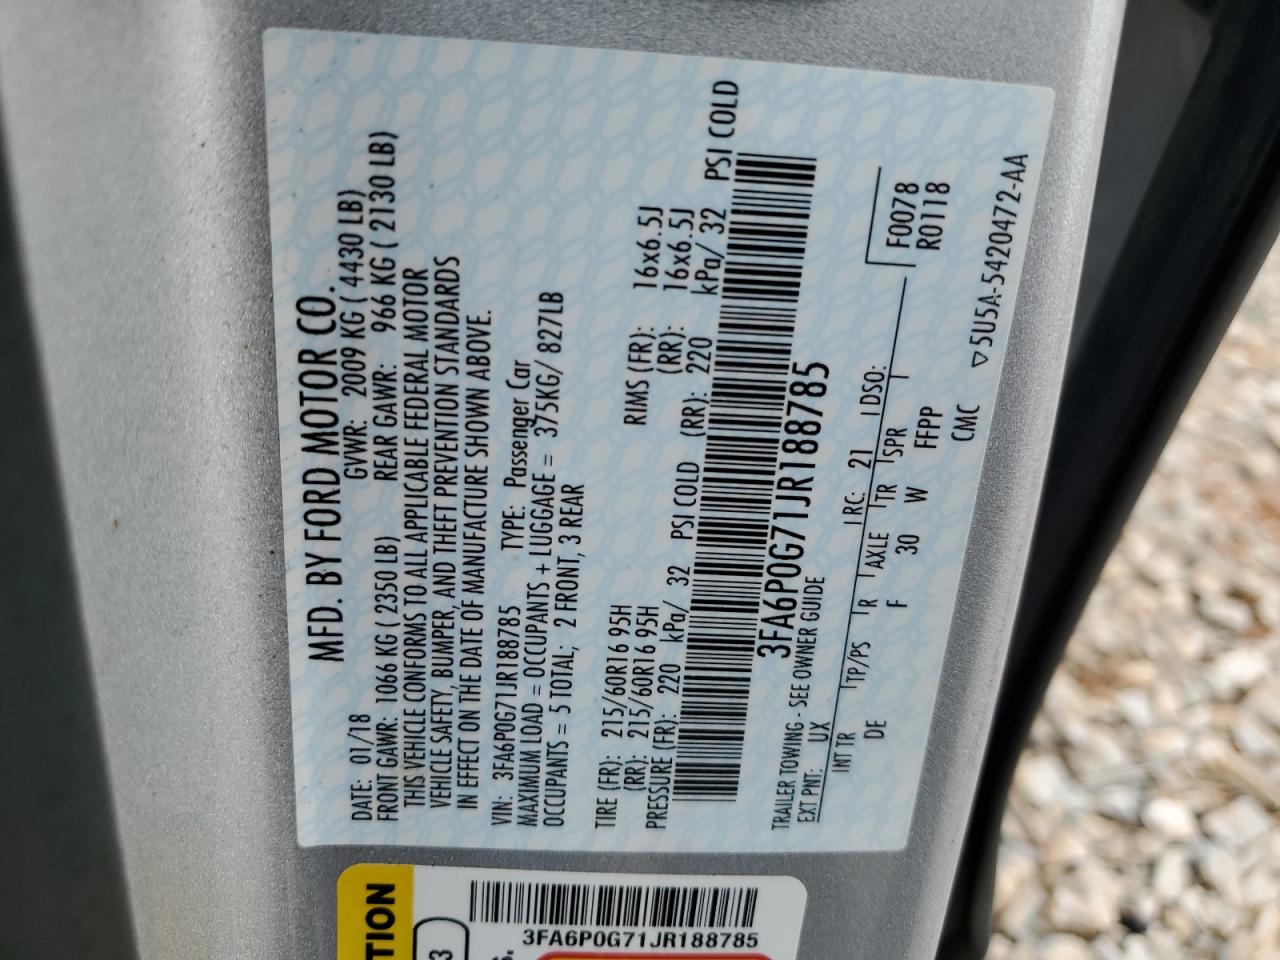 MFD. BY FORD MOTOR CO.
DATE: 01/18 GVWR: 2009 KG ( 4430 LB)
FRONT GAWR: 1066 KG ( 2350 LB) REAR GAWR: 966 KG ( 2130 LB)
THIS VEHICLE CONFORMS TO ALL APPLICABLE FEDERAL MOTOR
VEHICLE SAFETY, BUMPER, AND THEFT PREVENTION STANDARDS
IN EFFECT ON THE DATE OF MANUFACTURE SHOWN ABOVE.
VIN: 3FA6P0G71JR188785 TYPE: Passenger Car
MAXIMUM LOAD = OCCUPANTS + LUGGAGE = 375KG/ 827LB
OCCUPANTS = 5 TOTAL; 2 FRONT, 3 REAR
TIRE (FR): 215/60R16 95H RIMS (FR): 16x6.5J
(RR): 215/60R16 95H (RR): 16x6.5J
PRESSURE (FR): 220 kPa/ 32 PSI COLD (RR): 220 kPa/ 32 PSI COLD
3FA6P0G71JR188785
TRAILER TOWING - SEE OWNER GUIDE
EXT PNT: UX RC: 21 DSO: F0078
R0118
INT TR TP/PS R AXLE TR SPR
DE F 30 W FFPP
CMC ▽5U5A-5420472-AA
TION
3
S.
3FA6P0G71JR188785